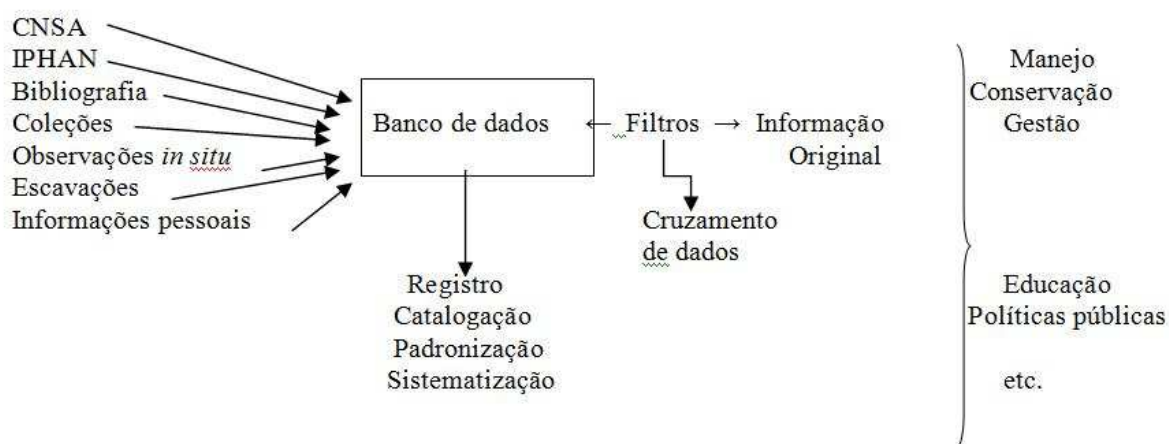 CNSA
IPHAN
Bibliografia
Coleções
Observações in situ
Escavações
Informações pessoais
Banco de dados ← Filtros → Informação
Original
Cruzamento
de dados
Registro
Catalogação
Padronização
Sistematização
Manejo
Conservação
Gestão
Educação
Políticas públicas
etc.